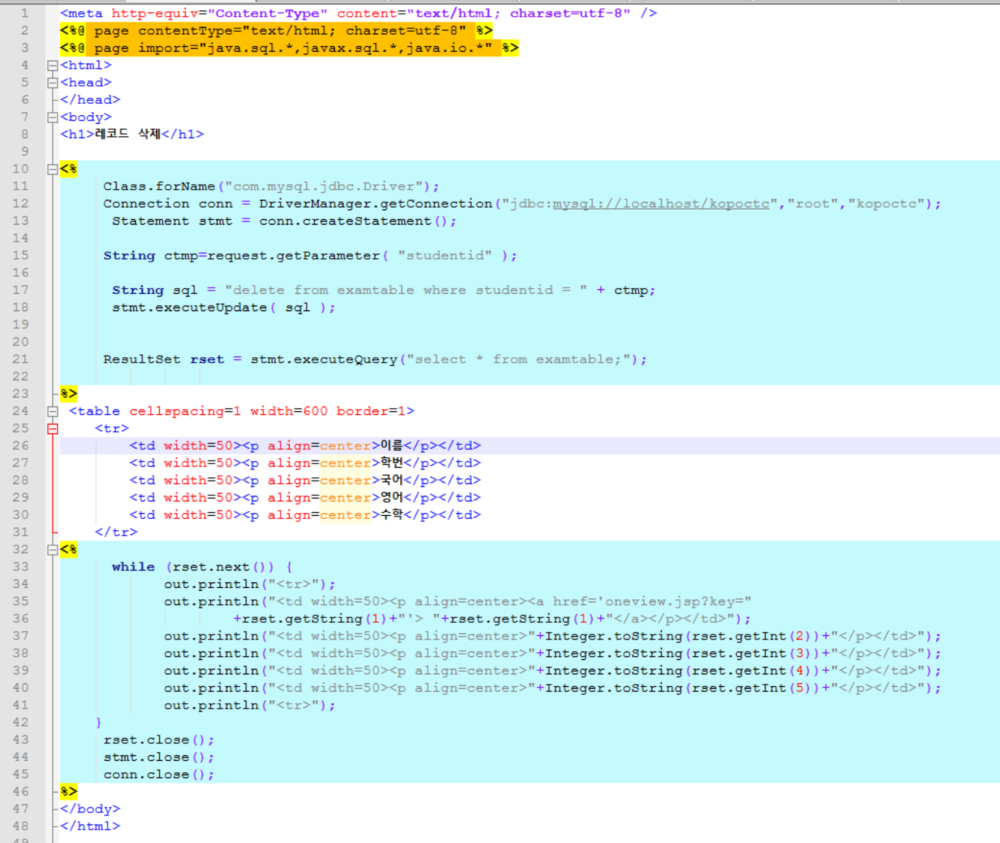 1 <meta http-equiv="Content-Type" content="text/html; charset=utf-8" />
2 <%@ page contentType="text/html; charset=utf-8" %>
3 <%@ page import="java.sql.*,javax.sql.*,java.io.*" %>
4 <html>
5 <head>
6 </head>
7 <body>
8 <h1>레코드 삭제</h1>
9
10 <%
11 Class.forName("com.mysql.jdbc.Driver");
12 Connection conn = DriverManager.getConnection("jdbc:mysql://localhost/kopoctc","root","kopoctc");
13 Statement stmt = conn.createStatement();
14
15 String ctmp=request.getParameter( "studentid" );
16
17 String sql = "delete from examtable where studentid = " + ctmp;
18 stmt.executeUpdate( sql );
19
20
21 ResultSet rset = stmt.executeQuery("select * from examtable;");
22
23 %>
24 <table cellspacing=1 width=600 border=1>
25 <tr>
26 <td width=50><p align=center>이름</p></td>
27 <td width=50><p align=center>학번</p></td>
28 <td width=50><p align=center>국어</p></td>
29 <td width=50><p align=center>영어</p></td>
30 <td width=50><p align=center>수학</p></td>
31 </tr>
32 <%
33 while (rset.next()) {
34 out.println("<tr>");
35 out.println("<td width=50><p align=center><a href='oneview.jsp?key="
36 +rset.getString(1)+"'> "+rset.getString(1)+"</a></p></td>");
37 out.println("<td width=50><p align=center>"+Integer.toString(rset.getInt(2))+"</p></td>");
38 out.println("<td width=50><p align=center>"+Integer.toString(rset.getInt(3))+"</p></td>");
39 out.println("<td width=50><p align=center>"+Integer.toString(rset.getInt(4))+"</p></td>");
40 out.println("<td width=50><p align=center>"+Integer.toString(rset.getInt(5))+"</p></td>");
41 out.println("<tr>");
42 }
43 rset.close();
44 stmt.close();
45 conn.close();
46 %>
47 </body>
48 </html>
49